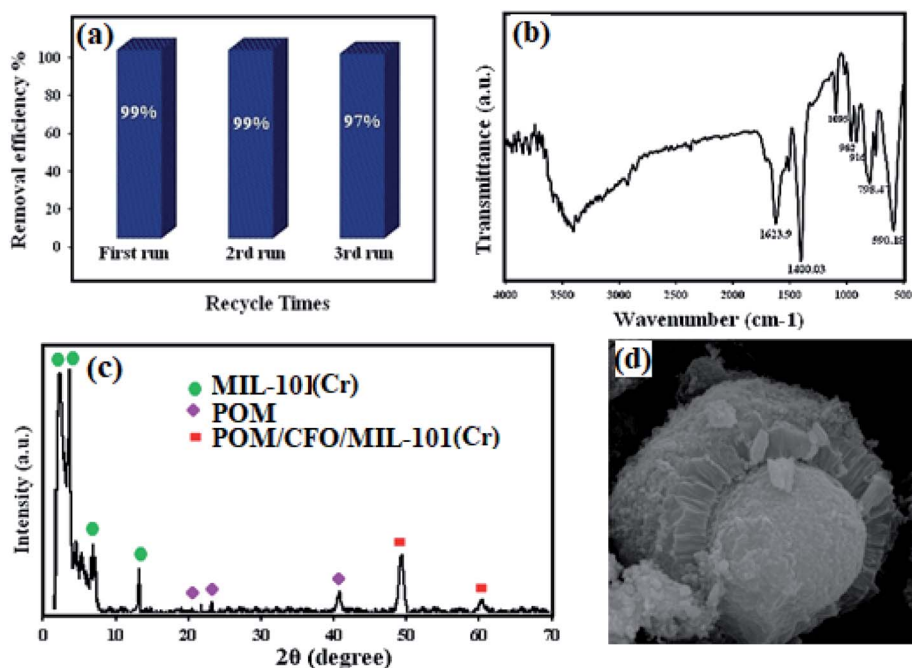 (a)
Removal efficiency %
100
80
60
40
20
0
99%
99%
97%
First run
2rd run
3rd run
Recycle Times
(b)
Transmittance (a.u.)
1623.9
1400.03
1095
962
916
798.47
590.18
4000
3000
2500
2000
1500
1000
500
Wavenumber (cm-1)
(c)
Intensity (a.u.)
MIL-101(Cr)
POM
POM/CFO/MIL-101(Cr)
0
10
20
30
40
50
60
70
2θ (degree)
(d)